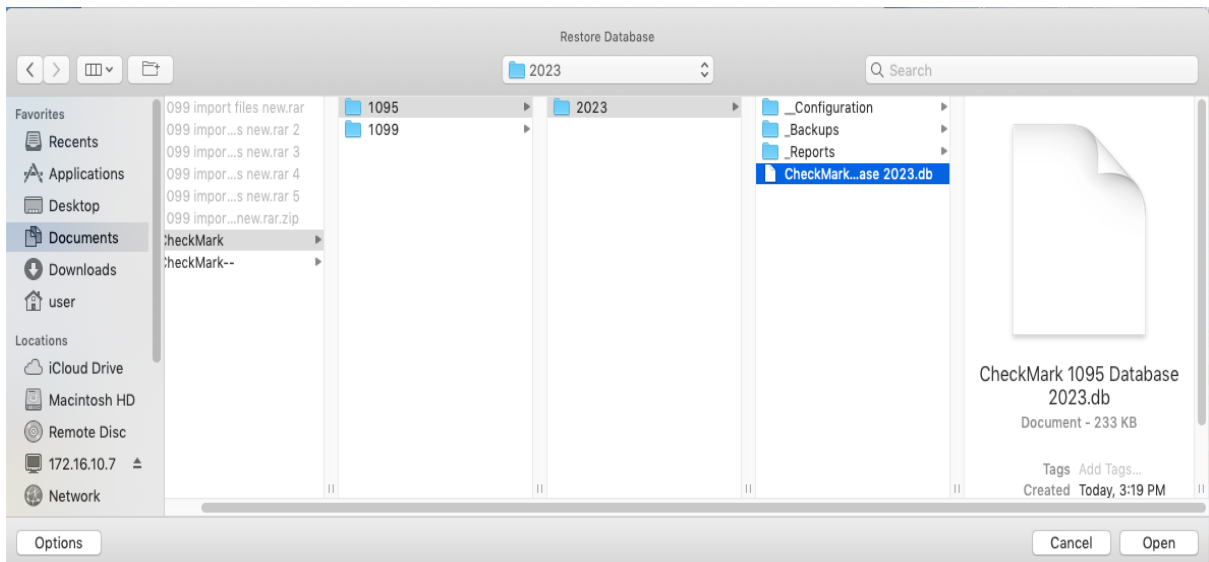 Restore Database
2023
Search
Favorites
Recents
Applications
Desktop
Documents
Downloads
user
Locations
iCloud Drive
Macintosh HD
Remote Disc
172.16.10.7
Network
099 import files new.rar
099 impor...s new.rar 2
099 impor...s new.rar 3
099 impor...s new.rar 4
099 impor...s new.rar 5
099 impor...new.rar.zip
CheckMark
CheckMark--
1095
1099
2023
__Configuration
_Backups
_Reports
CheckMark...ase 2023.db
CheckMark 1095 Database
2023.db
Document - 233 KB
Tags Add Tags...
Created Today, 3:19 PM
Options
Cancel
Open